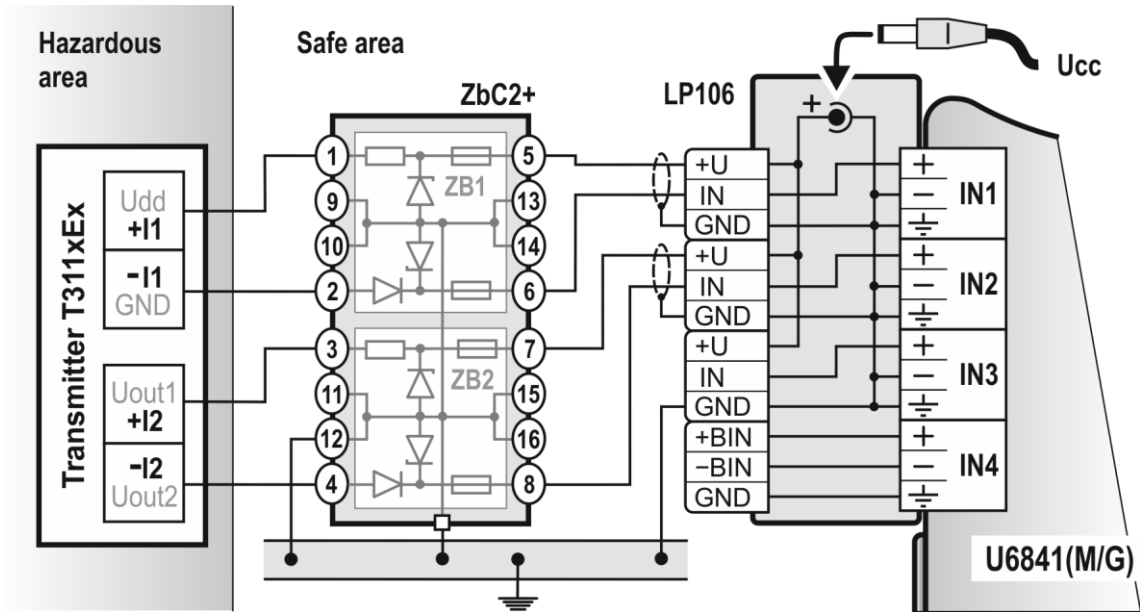 Hazardous
area
Safe area
ZbC2+
LP106
Ucc
+
Transmitter T311xEx
Udd
+I1
-I1
GND
Uout1
+I2
-I2
Uout2
1
9
10
2
3
11
12
4
ZB1
ZB2
5
13
14
6
7
15
16
8
+U
IN
GND
+U
IN
GND
+U
IN
GND
+BIN
−BIN
GND
+
−
IN1
+
−
IN2
+
−
IN3
+
−
IN4
U6841(M/G)